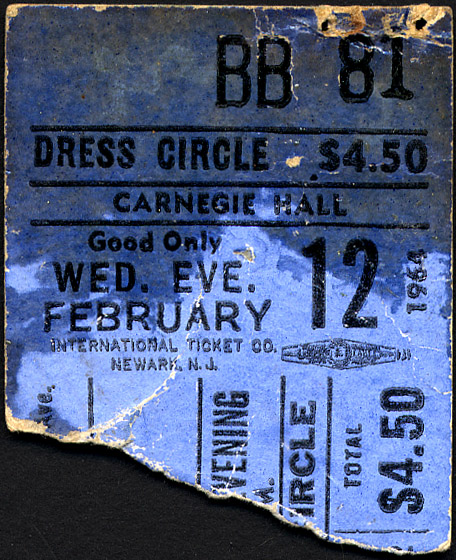 BB 81
DRESS CIRCLE $4.50
CARNEGIE HALL
Good Only
WED. EVE.
FEBRUARY 12 1964
INTERNATIONAL TICKET CO.
NEWARK, N.J.
Ave.
VENING
M.
IRCLE
TOTAL
$4.50